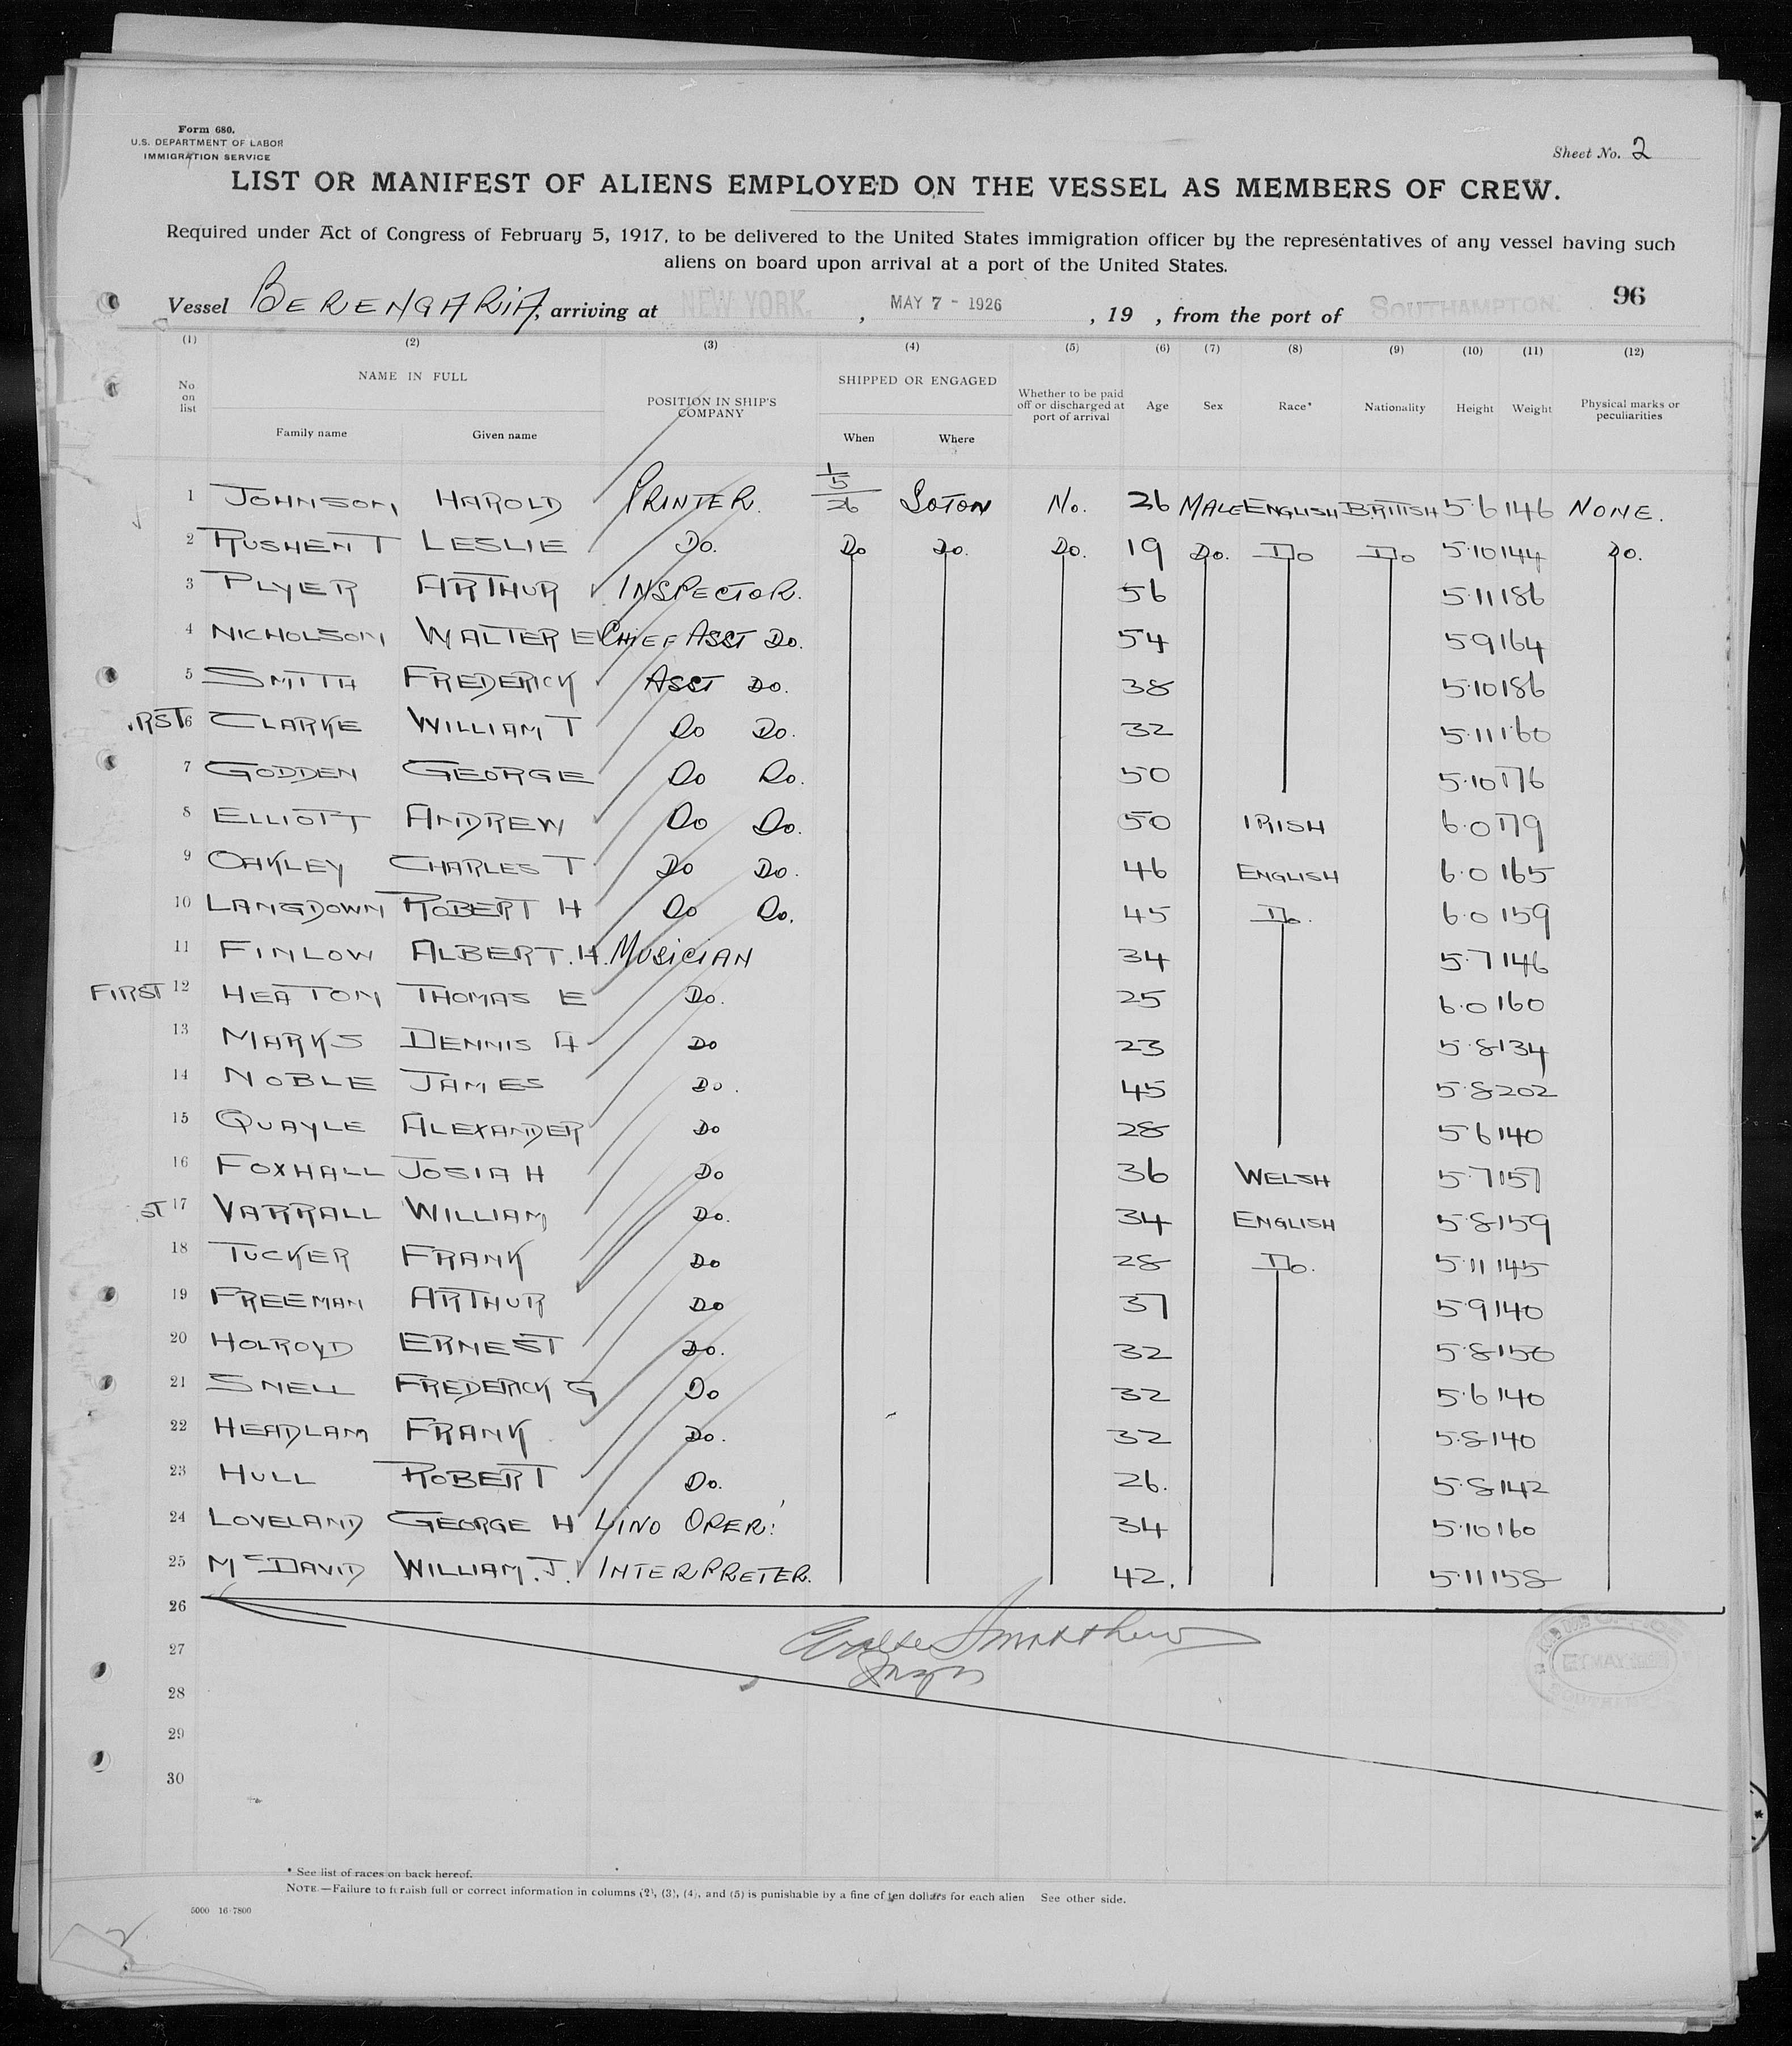 Form 680.
U.S. DEPARTMENT OF LABOR
IMMIGRATION SERVICE
Sheet No. 2
LIST OR MANIFEST OF ALIENS EMPLOYED ON THE VESSEL AS MEMBERS OF CREW.
Required under Act of Congress of February 5, 1917, to be delivered to the United States immigration officer by the representatives of any vessel having such
aliens on board upon arrival at a port of the United States.
96
Vessel BERENGARIA, arriving at NEW YORK, MAY 7 - 1926, 19 , from the port of SOUTHAMPTON.
(1) (2) (3) (4) (5) (6) (7) (8) (9) (10) (11) (12)
No on list NAME IN FULL POSITION IN SHIP'S COMPANY SHIPPED OR ENGAGED Whether to be paid off or discharged at port of arrival Age Sex Race* Nationality Height Weight Physical marks or peculiarities
Family name Given name When Where
1 JOHNSON HAROLD PRINTER. 1/5/26 SOTON No. 26 MALE ENGLISH BRITISH 5.6 146 NONE.
2 RUSHENT LESLIE Do. Do Do. Do. 19 Do. Do Do 5.10 144 Do.
3 PLYER ARTHUR INSPECTOR. 56 5.11 186
4 NICHOLSON WALTER E CHIEF ASST Do. 54 5.9 164
5 SMITH FREDERICK ASST Do. 38 5.10 186
RST 6 CLARKE WILLIAM T Do Do. 32 5.11 160
7 GODDEN GEORGE Do Do. 50 5.10 176
8 ELLIOTT ANDREW Do Do. 50 IRISH 6.0 179
9 OAKLEY CHARLES T Do Do. 46 ENGLISH 6.0 165
10 LANGDOWN ROBERT H Do Do. 45 Do. 6.0 159
11 FINLOW ALBERT.H. MUSICIAN 34 5.7 146
FIRST 12 HEATON THOMAS E Do. 25 6.0 160
13 MARKS DENNIS A Do 23 5.8 134
14 NOBLE JAMES Do. 45 5.8 202
15 QUAYLE ALEXANDER Do 28 5.6 140
16 FOXHALL JOSIAH Do 36 WELSH 5.7 157
ST 17 VARRALL WILLIAM Do. 34 ENGLISH 5.8 159
18 TUCKER FRANK Do 28 Do. 5.11 145
19 FREEMAN ARTHUR Do 37 5.9 140
20 HOLROYD ERNEST Do. 32 5.8 150
21 SNELL FREDERICK G Do 32 5.6 140
22 HEADLAM FRANK Do. 32 5.8 140
23 HULL ROBERT Do. 26. 5.8 142
24 LOVELAND GEORGE H LINO OPER: 34 5.10 160
25 McDAVID WILLIAM.J. INTERPRETER. 42. 5.11 158
26
27
28
29
30
* See list of races on back hereof.
NOTE.—Failure to furnish full or correct information in columns (2), (3), (4), and (5) is punishable by a fine of ten dollars for each alien See other side.
5000 16 7800
2